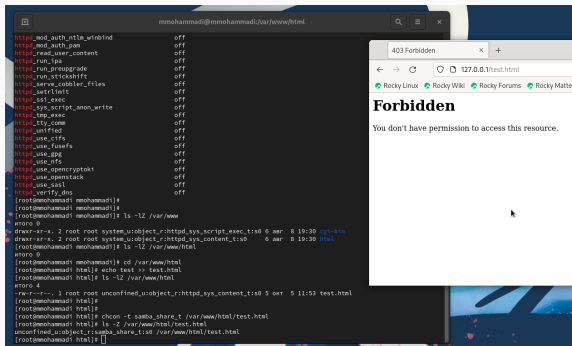 mmohammadi@mmohammadi:/var/www/html
httpd_mod_auth_ntlm_winbind off
httpd_mod_auth_pam off
httpd_read_user_content off
httpd_run_ipa off
httpd_run_preupgrade off
httpd_run_stickshift off
httpd_serve_cobbler_files off
httpd_setrlimit off
httpd_ssi_exec off
httpd_sys_script_anon_write off
httpd_tmp_exec off
httpd_tty_comm off
httpd_unified off
httpd_use_cifs off
httpd_use_fusefs off
httpd_use_gpg off
httpd_use_nfs off
httpd_use_opencryptoki off
httpd_use_openstack off
httpd_use_sasl off
httpd_verify_dns off
[root@mmohammadi mmohammadi]#
[root@mmohammadi mmohammadi]#
[root@mmohammadi mmohammadi]# ls -lZ /var/www
итого 0
drwxr-xr-x. 2 root root system_u:object_r:httpd_sys_script_exec_t:s0 6 авг 8 19:30 cgi-bin
drwxr-xr-x. 2 root root system_u:object_r:httpd_sys_content_t:s0 6 авг 8 19:30 html
[root@mmohammadi mmohammadi]# ls -lZ /var/www/html
итого 0
[root@mmohammadi mmohammadi]# cd /var/www/html
[root@mmohammadi html]# echo test >> test.html
[root@mmohammadi html]# ls -lZ /var/www/html
итого 4
-rw-r--r--. 1 root root unconfined_u:object_r:httpd_sys_content_t:s0 5 окт 5 11:53 test.html
[root@mmohammadi html]#
[root@mmohammadi html]#
[root@mmohammadi html]# chcon -t samba_share_t /var/www/html/test.html
[root@mmohammadi html]# ls -Z /var/www/html/test.html
unconfined_u:object_r:samba_share_t:s0 /var/www/html/test.html
[root@mmohammadi html]#
403 Forbidden
127.0.0.1/test.html
Rocky Linux Rocky Wiki Rocky Forums Rocky Matte
Forbidden
You don't have permission to access this resource.